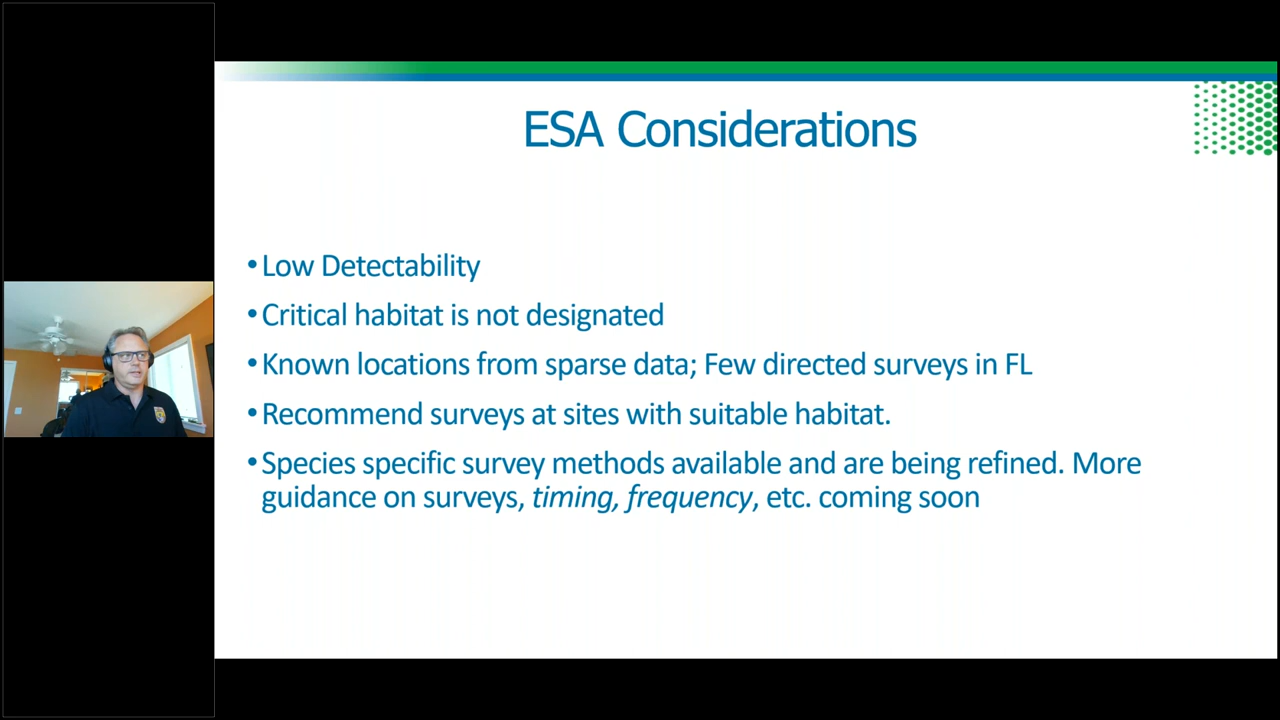 ESA Considerations
•Low Detectability
•Critical habitat is not designated
•Known locations from sparse data; Few directed surveys in FL
•Recommend surveys at sites with suitable habitat.
•Species specific survey methods available and are being refined. More
guidance on surveys, timing, frequency, etc. coming soon